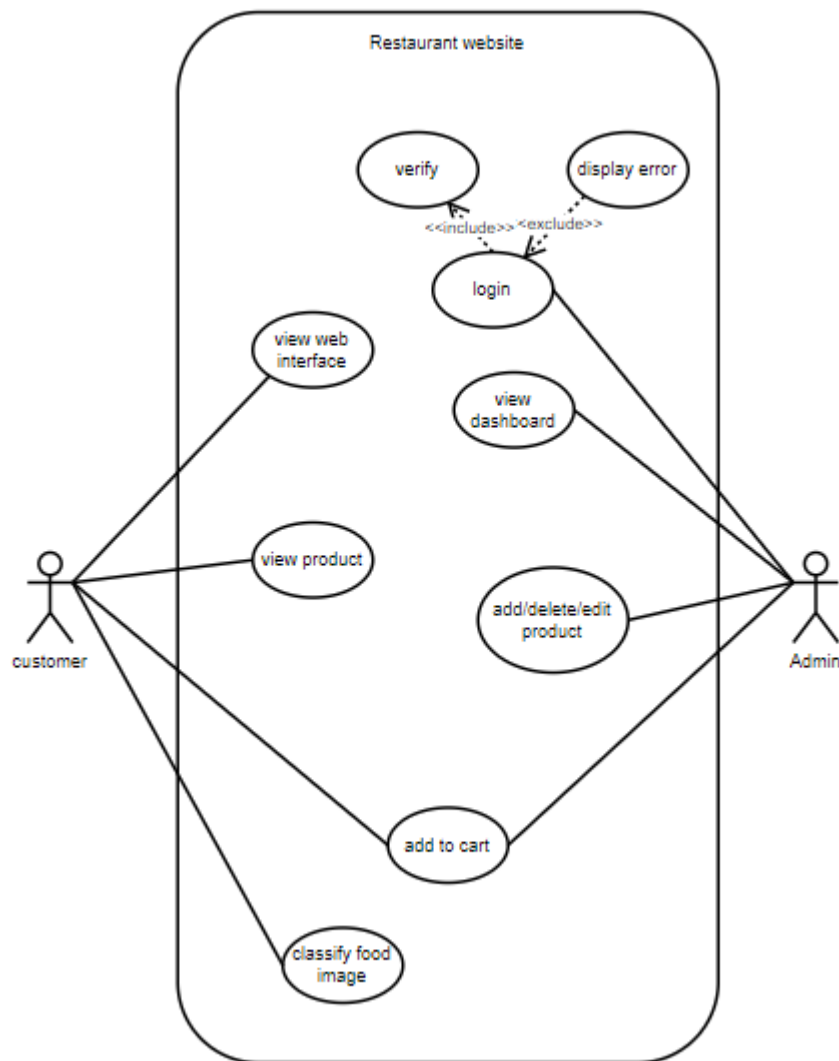 Restaurant website
verify
display error
<<include>>
<exclude>>
login
view web
interface
view
dashboard
view product
add/delete/edit
product
customer
Admin
add to cart
classify food
image